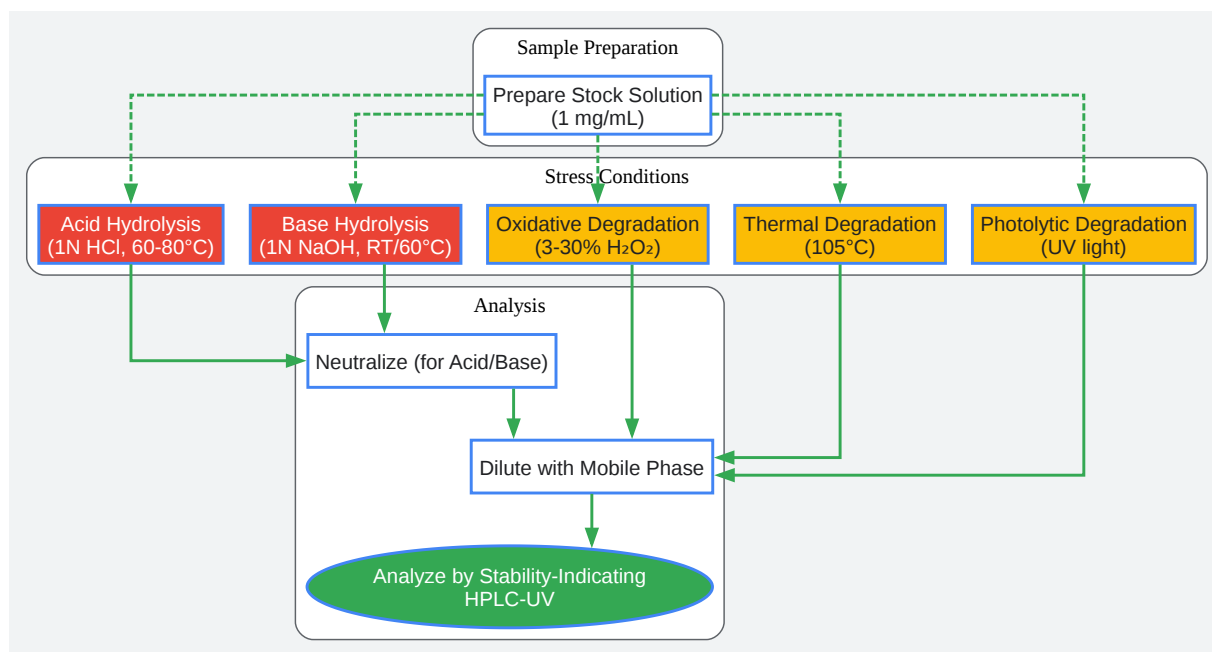 Sample Preparation
Prepare Stock Solution
(1 mg/mL)
Stress Conditions
Acid Hydrolysis
(1N HCl, 60-80°C)
Base Hydrolysis
(1N NaOH, RT/60°C)
Oxidative Degradation
(3-30% H₂O₂)
Thermal Degradation
(105°C)
Photolytic Degradation
(UV light)
Analysis
Neutralize (for Acid/Base)
Dilute with Mobile Phase
Analyze by Stability-Indicating
HPLC-UV